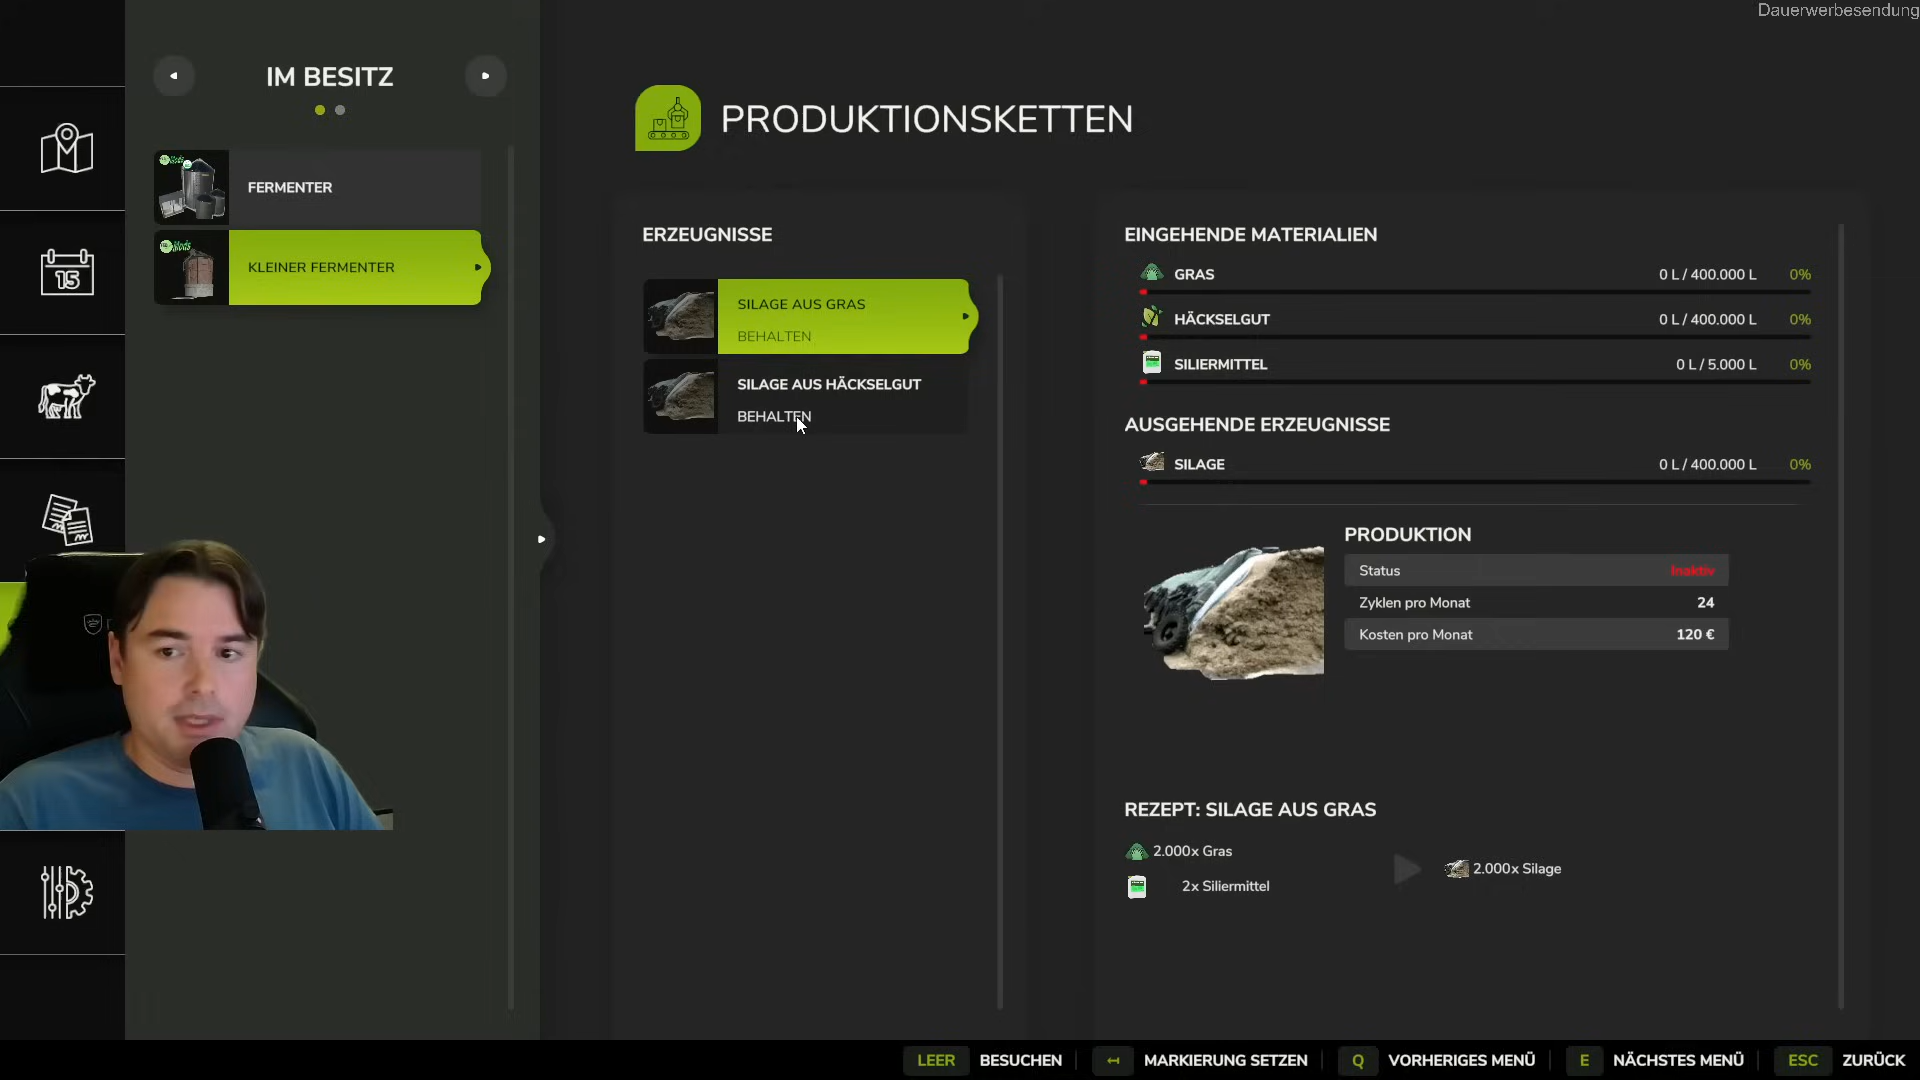 Dauerwerbesendung
IM BESITZ
FERMENTER
KLEINER FERMENTER
15
PRODUKTIONSKETTEN
ERZEUGNISSE
SILAGE AUS GRAS
BEHALTEN
SILAGE AUS HÄCKSELGUT
BEHALTEN
EINGEHENDE MATERIALIEN
GRAS 0 L / 400.000 L 0%
HÄCKSELGUT 0 L / 400.000 L 0%
SILIERMITTEL 0 L / 5.000 L 0%
AUSGEHENDE ERZEUGNISSE
SILAGE 0 L / 400.000 L 0%
PRODUKTION
Status Inaktiv
Zyklen pro Monat 24
Kosten pro Monat 120 €
REZEPT: SILAGE AUS GRAS
2.000x Gras
2x Siliermittel
2.000x Silage
LEER BESUCHEN MARKIERUNG SETZEN Q VORHERIGES MENÜ E NÄCHSTES MENÜ ESC ZURÜCK